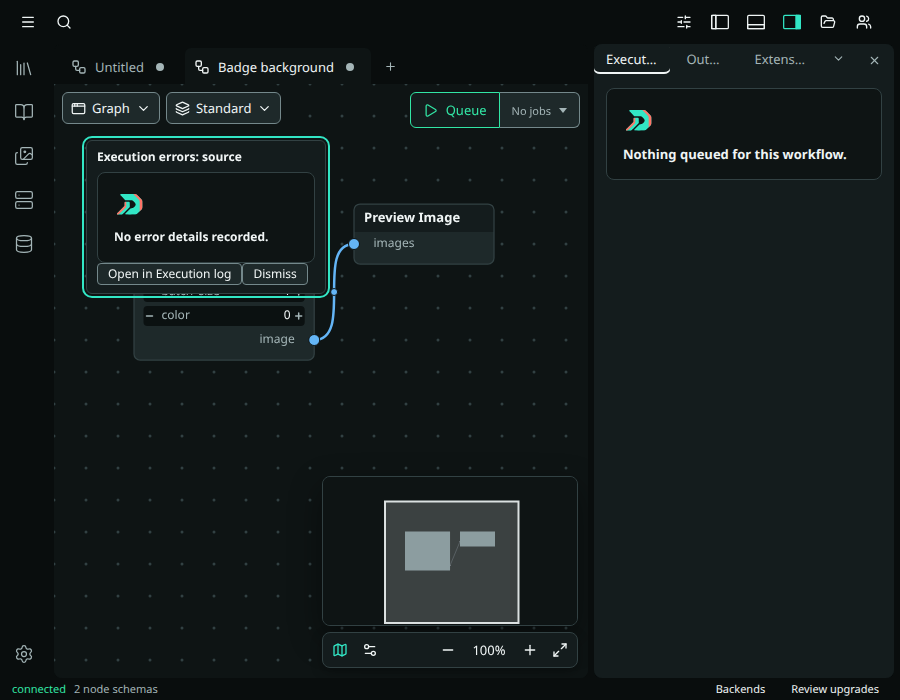 Untitled
Badge background
Execut...
Out...
Extens...
Graph
Standard
Queue
No jobs
Nothing queued for this workflow.
Execution errors: source
No error details recorded.
Open in Execution log
Dismiss
Preview Image
images
color
0
image
100%
connected
2 node schemas
Backends
Review upgrades